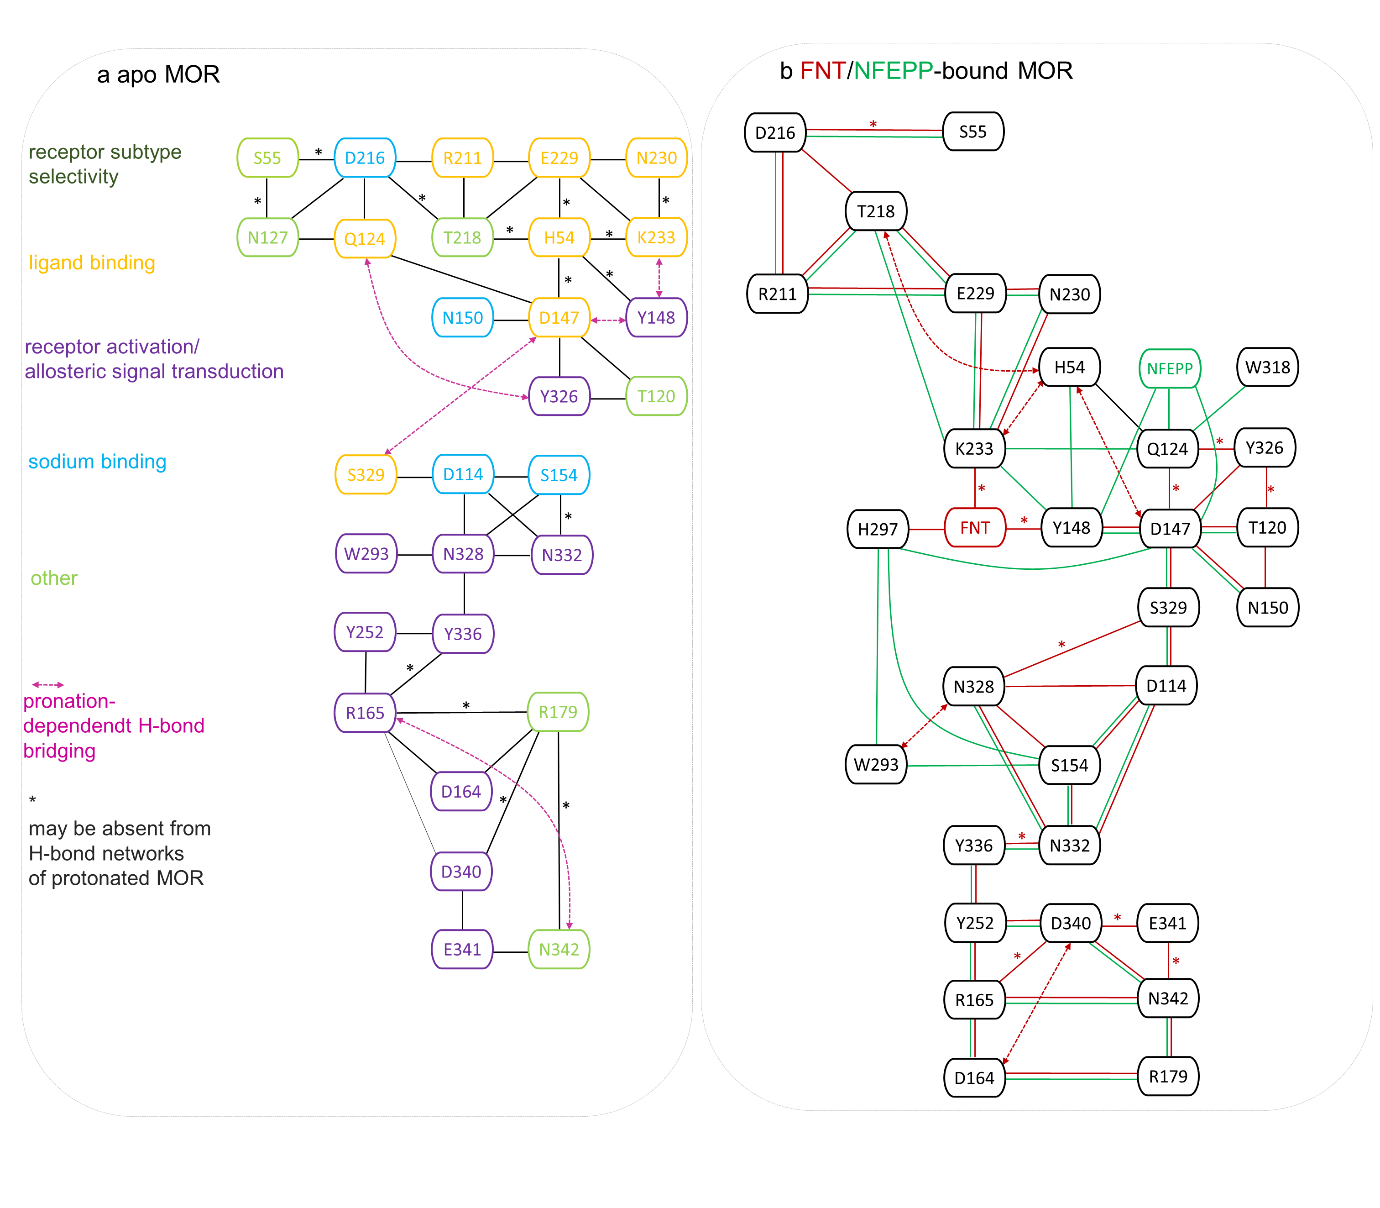 a apo MOR
receptor subtype
selectivity
ligand binding
receptor activation/
allosteric signal transduction
sodium binding
other
pronation-
dependendt H-bond
bridging
*
may be absent from
H-bond networks
of protonated MOR
S55 * D216 R211 E229 N230
* * * *
N127 Q124 T218 * H54 * K233
* *
N150 D147 Y148
Y326 T120
S329 D114 S154
*
W293 N328 N332
Y252 Y336
*
R165 * R179
D164 * *
D340
E341 N342
b FNT/NFEPP-bound MOR
D216 * S55
T218
R211 E229 N230
H54 NFEPP W318
K233 Q124 * Y326
* * *
H297 FNT * Y148 D147 T120
S329 N150
*
N328 D114
W293 S154
Y336 * N332
Y252 D340 * E341
* *
R165 N342
D164 R179